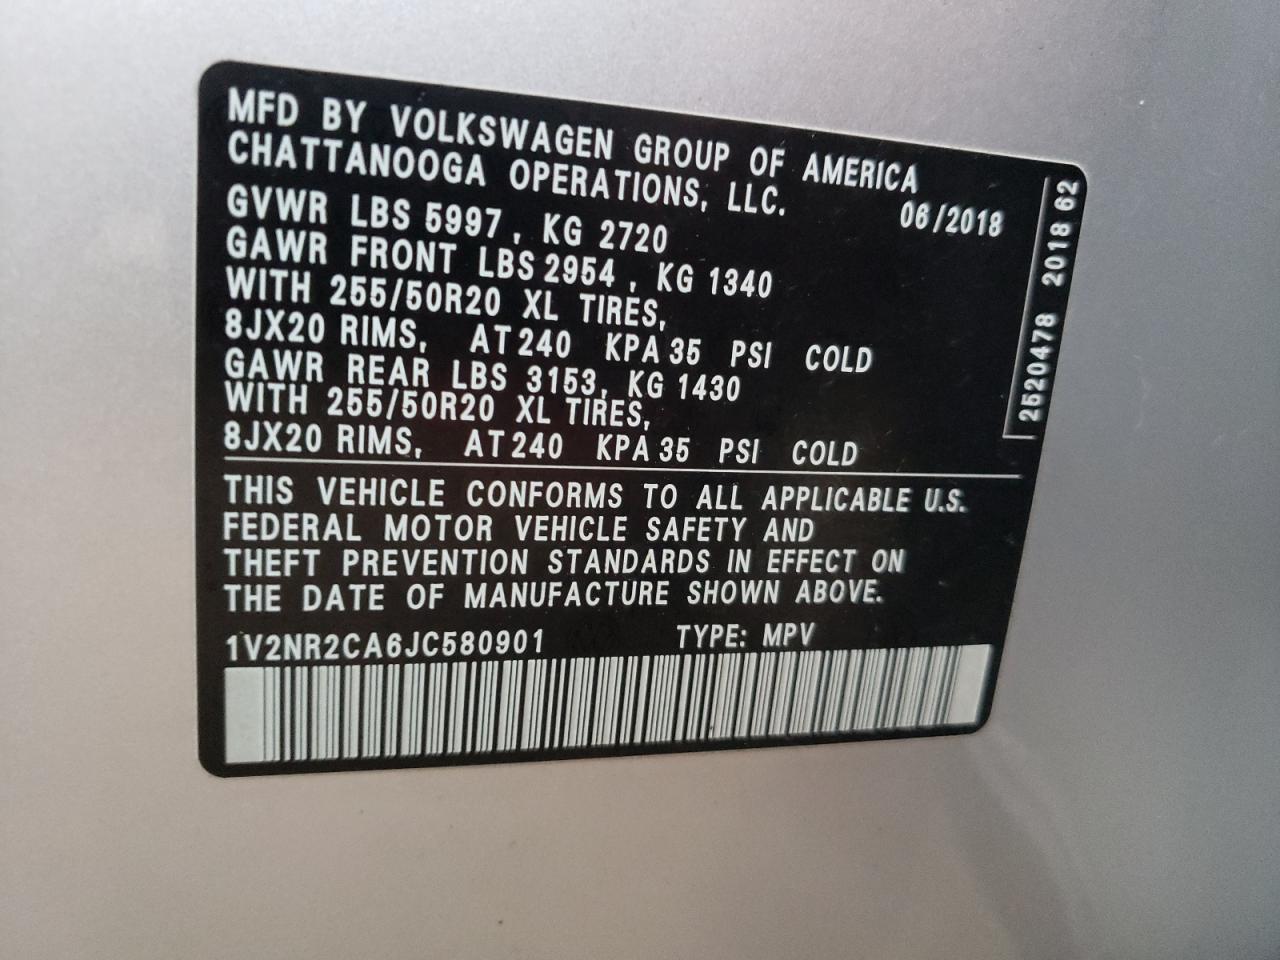 MFD BY VOLKSWAGEN GROUP OF AMERICA
CHATTANOOGA OPERATIONS, LLC.
06/2018
GVWR LBS 5997, KG 2720
GAWR FRONT LBS 2954, KG 1340
WITH 255/50R20 XL TIRES,
8JX20 RIMS, AT 240 KPA 35 PSI COLD
GAWR REAR LBS 3153, KG 1430
WITH 255/50R20 XL TIRES,
8JX20 RIMS, AT 240 KPA 35 PSI COLD
2520478 2018 62
THIS VEHICLE CONFORMS TO ALL APPLICABLE U.S.
FEDERAL MOTOR VEHICLE SAFETY AND
THEFT PREVENTION STANDARDS IN EFFECT ON
THE DATE OF MANUFACTURE SHOWN ABOVE.
1V2NR2CA6JC580901 TYPE: MPV